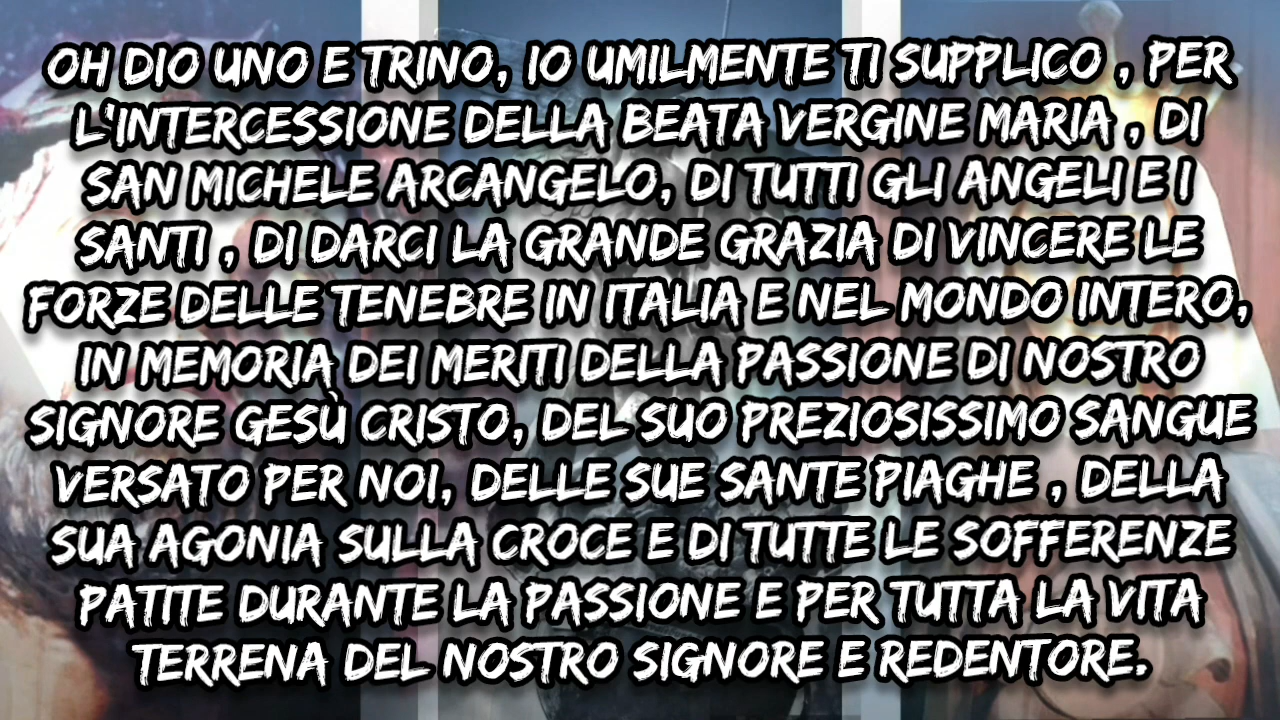 OH DIO UNO E TRINO, IO UMILMENTE TI SUPPLICO , PER
L'INTERCESSIONE DELLA BEATA VERGINE MARIA , DI
SAN MICHELE ARCANGELO, DI TUTTI GLI ANGELI E I
SANTI , DI DARCI LA GRANDE GRAZIA DI VINCERE LE
FORZE DELLE TENEBRE IN ITALIA E NEL MONDO INTERO,
IN MEMORIA DEI MERITI DELLA PASSIONE DI NOSTRO
SIGNORE GESÙ CRISTO, DEL SUO PREZIOSISSIMO SANGUE
VERSATO PER NOI, DELLE SUE SANTE PIAGHE , DELLA
SUA AGONIA SULLA CROCE E DI TUTTE LE SOFFERENZE
PATITE DURANTE LA PASSIONE E PER TUTTA LA VITA
TERRENA DEL NOSTRO SIGNORE E REDENTORE.